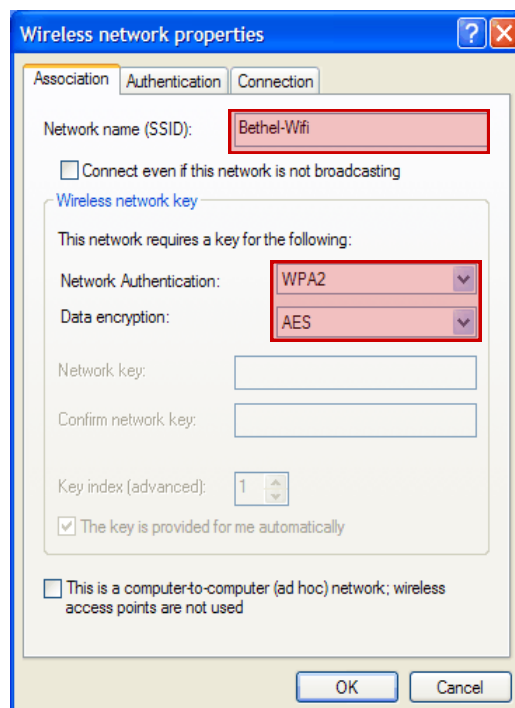 Wireless network properties
Association Authentication Connection
Network name (SSID): Bethel-Wifi
Connect even if this network is not broadcasting
Wireless network key
This network requires a key for the following:
Network Authentication: WPA2
Data encryption: AES
Network key:
Confirm network key:
Key index (advanced): 1
The key is provided for me automatically
This is a computer-to-computer (ad hoc) network; wireless
access points are not used
OK Cancel